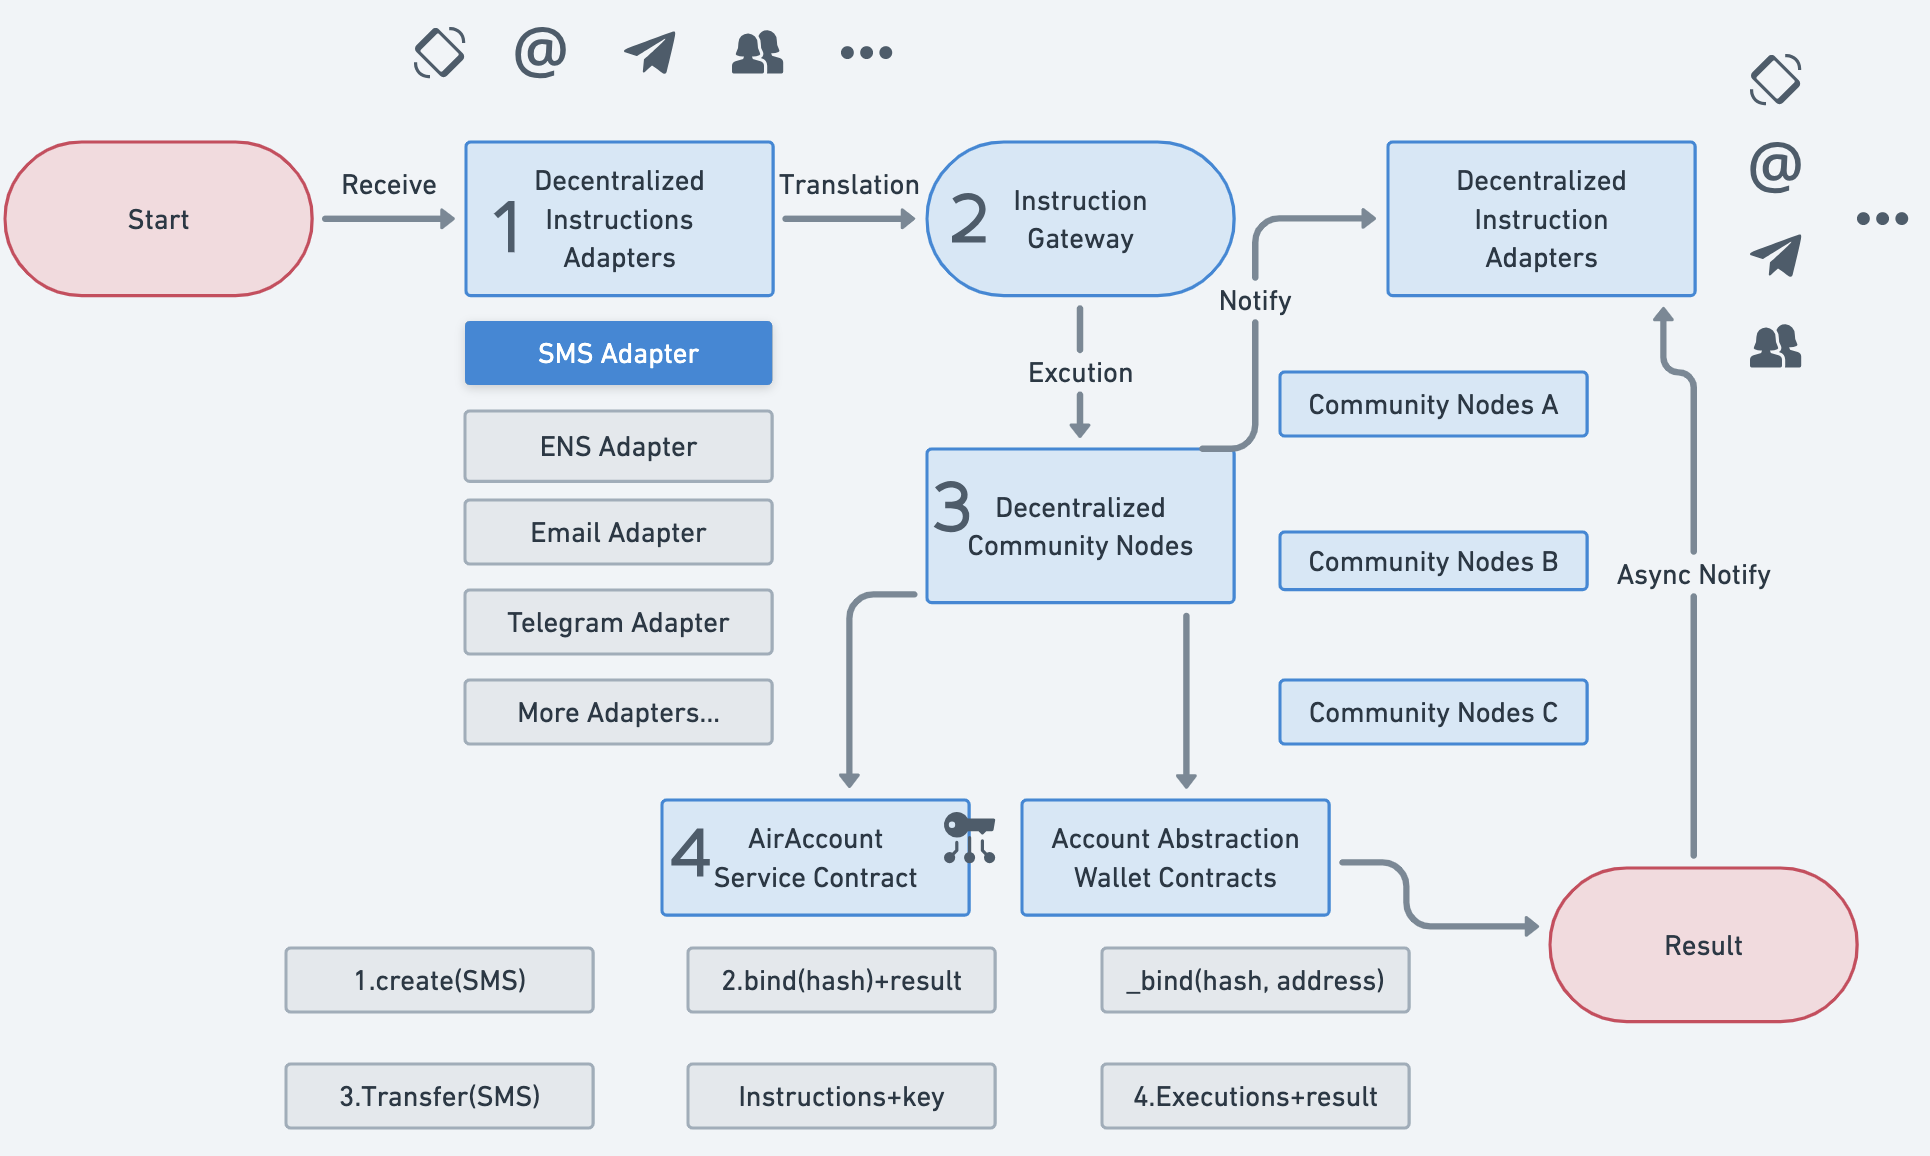 Start
Receive
1
Decentralized
Instructions
Adapters
Translation
2
Instruction
Gateway
Decentralized
Instruction
Adapters
Notify
SMS Adapter
Excution
Community Nodes A
ENS Adapter
Email Adapter
3
Decentralized
Community Nodes
Community Nodes B
Async Notify
Telegram Adapter
More Adapters...
Community Nodes C
4
AirAccount
Service Contract
Account Abstraction
Wallet Contracts
Result
1.create(SMS)
2.bind(hash)+result
_bind(hash, address)
3.Transfer(SMS)
Instructions+key
4.Executions+result